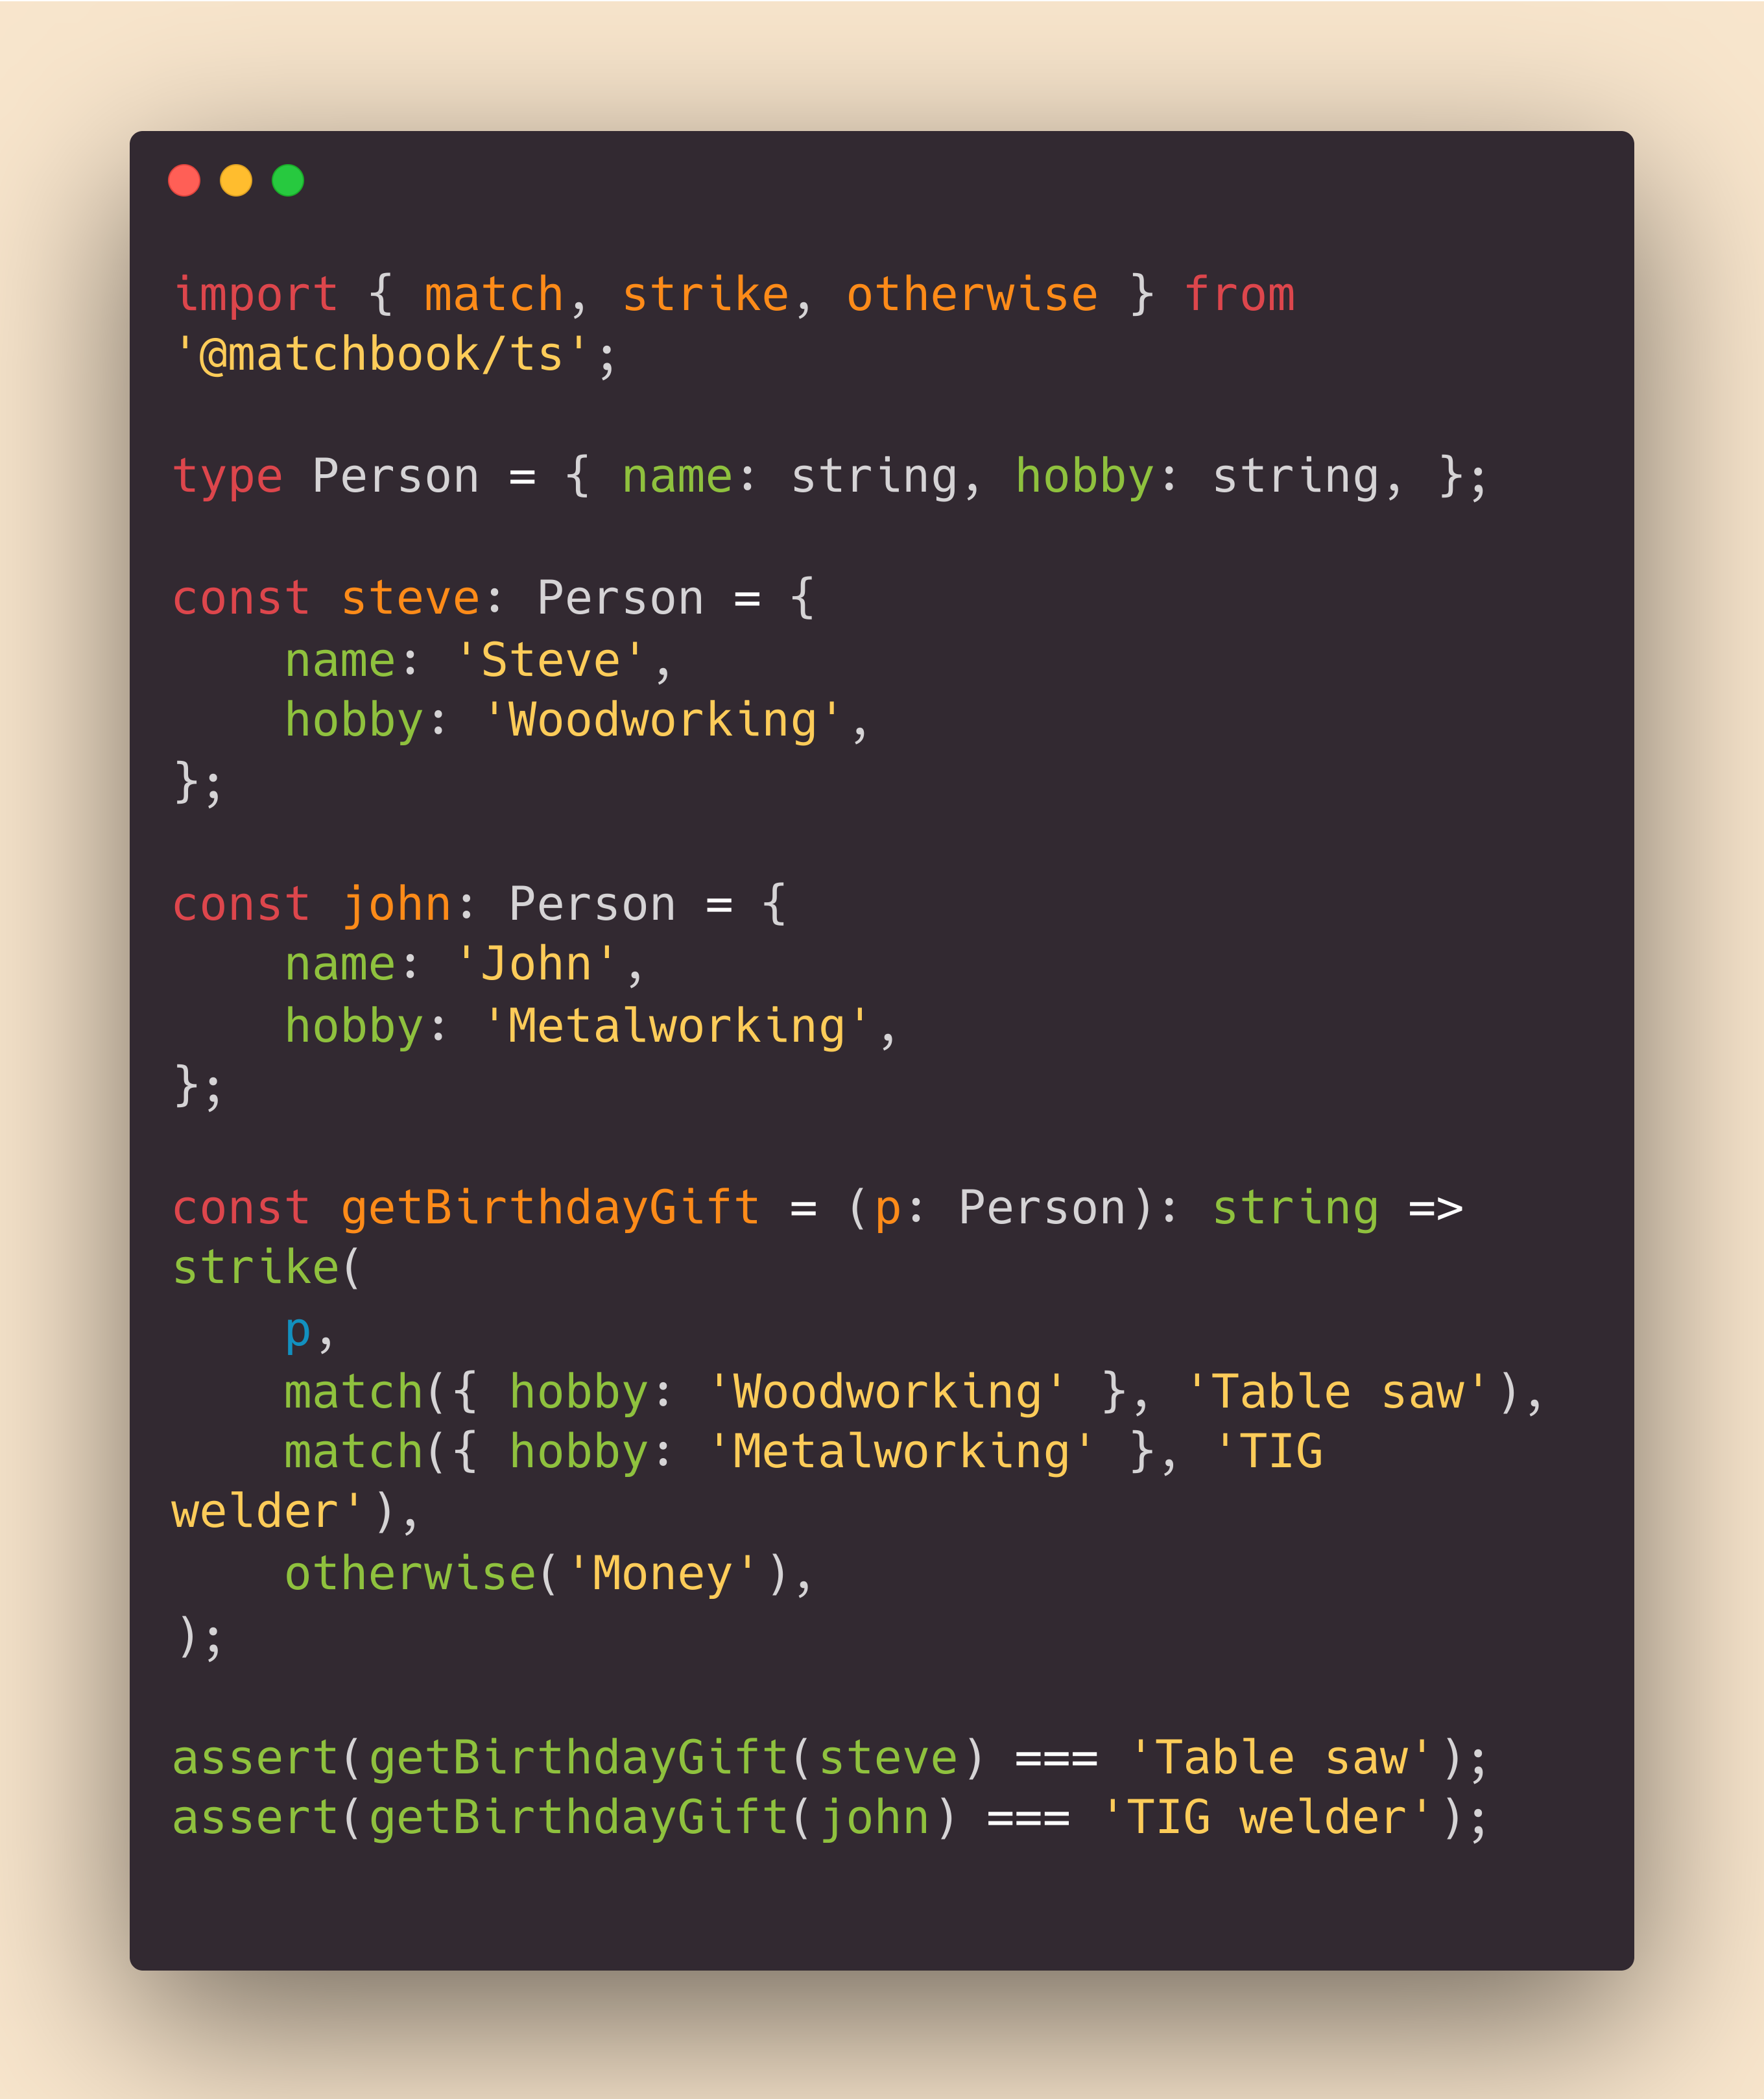 import { match, strike, otherwise } from
'@matchbook/ts';
type Person = { name: string, hobby: string, };
const steve: Person = {
    name: 'Steve',
    hobby: 'Woodworking',
};
const john: Person = {
    name: 'John',
    hobby: 'Metalworking',
};
const getBirthdayGift = (p: Person): string =>
strike(
    p,
    match({ hobby: 'Woodworking' }, 'Table saw'),
    match({ hobby: 'Metalworking' }, 'TIG
welder'),
    otherwise('Money'),
);
assert(getBirthdayGift(steve) === 'Table saw');
assert(getBirthdayGift(john) === 'TIG welder');